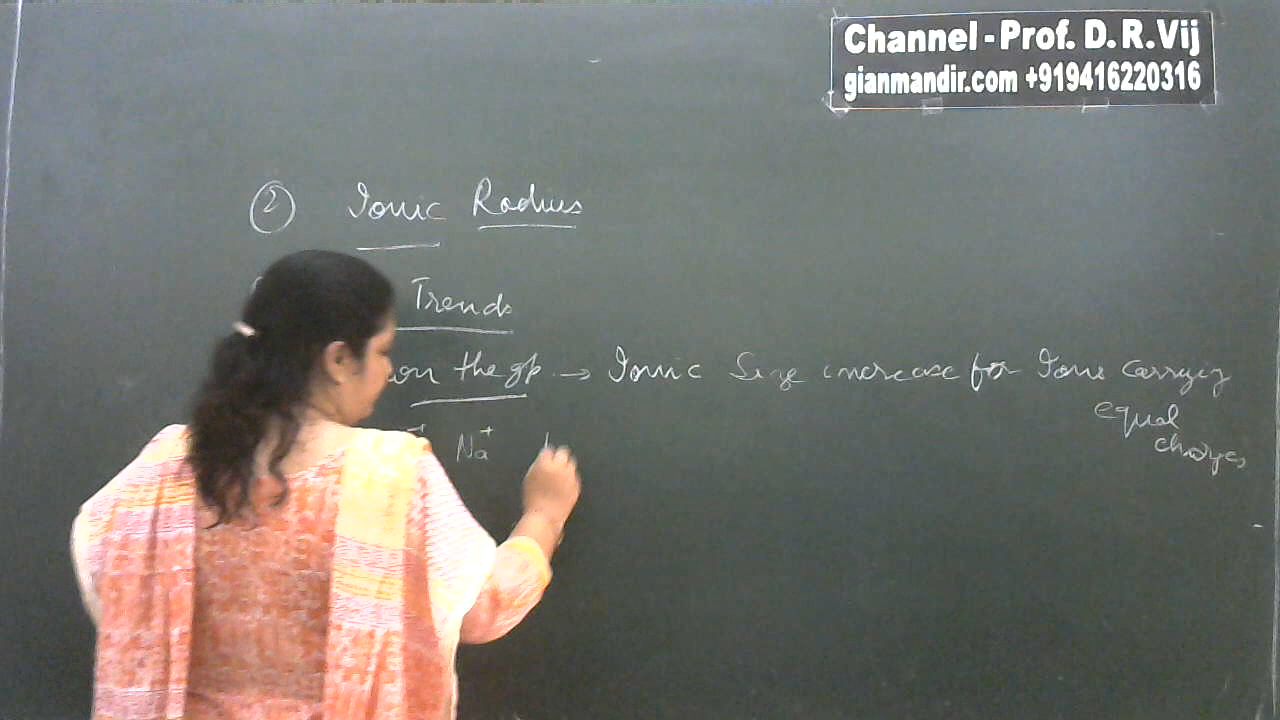 Channel - Prof. D.R.Vij
gianmandir.com +919416220316
② Ionic Radius
Trends
the gp → Ionic Size increase for Ions carrying
equal
charges
Na⁺